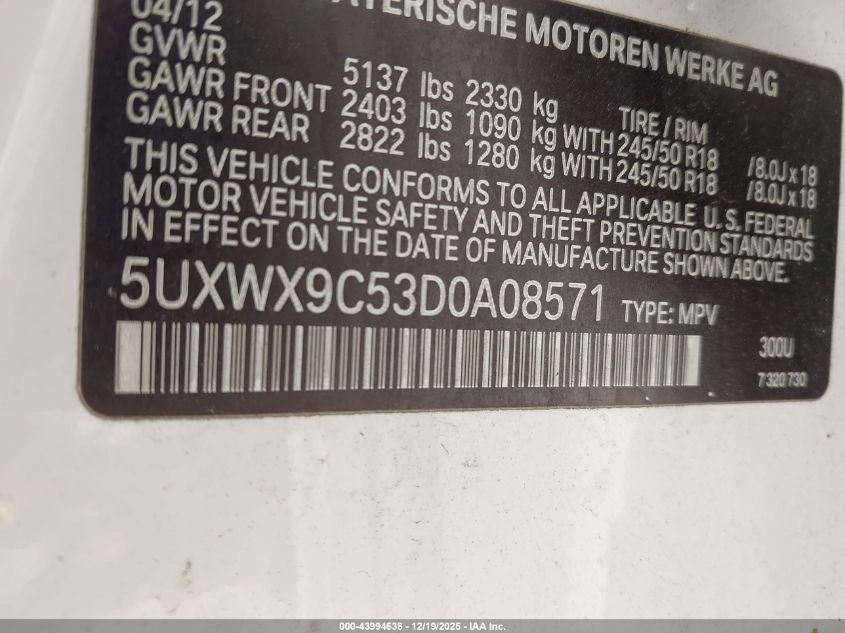 04/12 BAYERISCHE MOTOREN WERKE AG
GVWR 5137 lbs 2330 kg TIRE / RIM
GAWR FRONT 2403 lbs 1090 kg WITH 245/50 R18 /8.0J x 18
GAWR REAR 2822 lbs 1280 kg WITH 245/50 R18 /8.0J x 18
THIS VEHICLE CONFORMS TO ALL APPLICABLE U.S. FEDERAL
MOTOR VEHICLE SAFETY AND THEFT PREVENTION STANDARDS
IN EFFECT ON THE DATE OF MANUFACTURE SHOWN ABOVE.
5UXWX9C53D0A08571 TYPE: MPV
300U
7 320 730
000-43994638 - 12/19/2025 - IAA Inc.